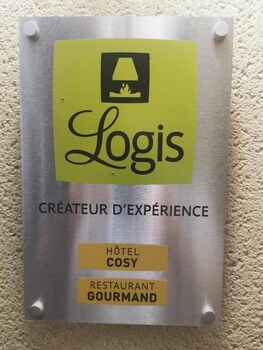 Logis
CRÉATEUR D'EXPÉRIENCE
HÔTEL
COSY
RESTAURANT
GOURMAND